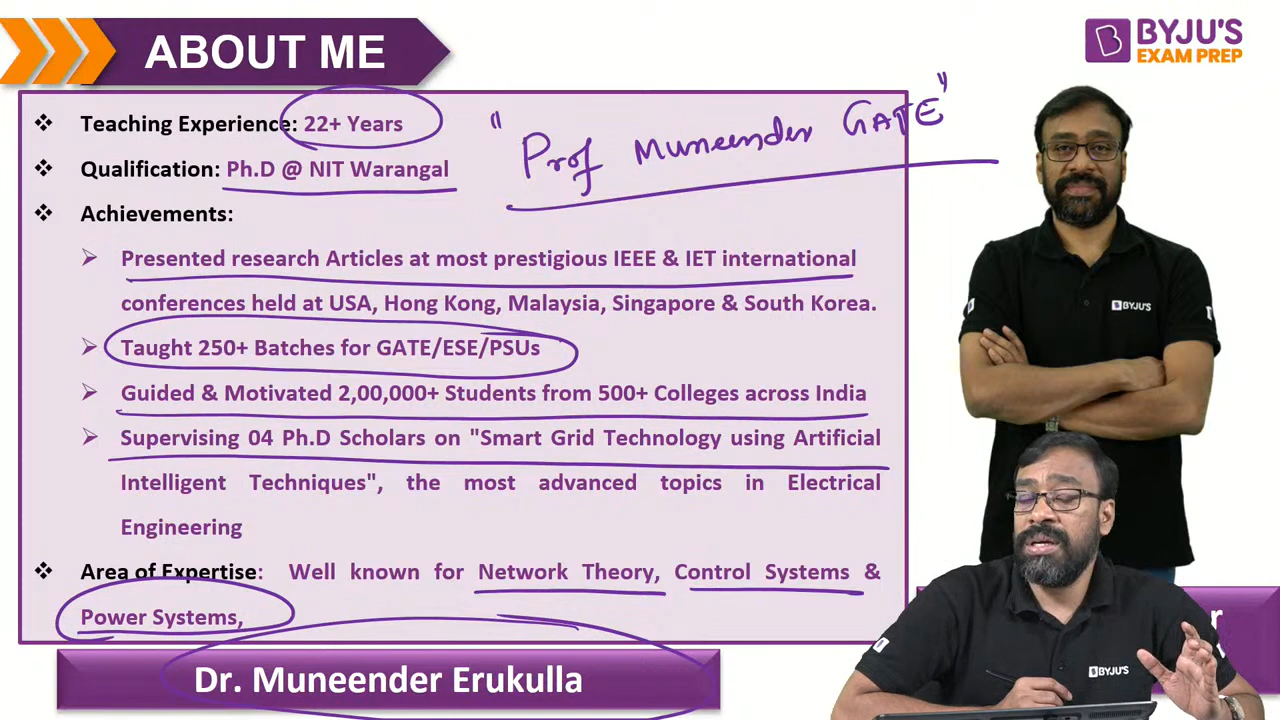 ABOUT ME
BYJU'S
EXAM PREP
❖ Teaching Experience: 22+ Years
"Prof Muneender GATE"
❖ Qualification: Ph.D @ NIT Warangal
❖ Achievements:
➢ Presented research Articles at most prestigious IEEE & IET international
conferences held at USA, Hong Kong, Malaysia, Singapore & South Korea.
➢ Taught 250+ Batches for GATE/ESE/PSUs
➢ Guided & Motivated 2,00,000+ Students from 500+ Colleges across India
➢ Supervising 04 Ph.D Scholars on "Smart Grid Technology using Artificial
Intelligent Techniques", the most advanced topics in Electrical
Engineering
❖ Area of Expertise: Well known for Network Theory, Control Systems &
Power Systems,
Dr. Muneender Erukulla
BYJU'S
BYJU'S